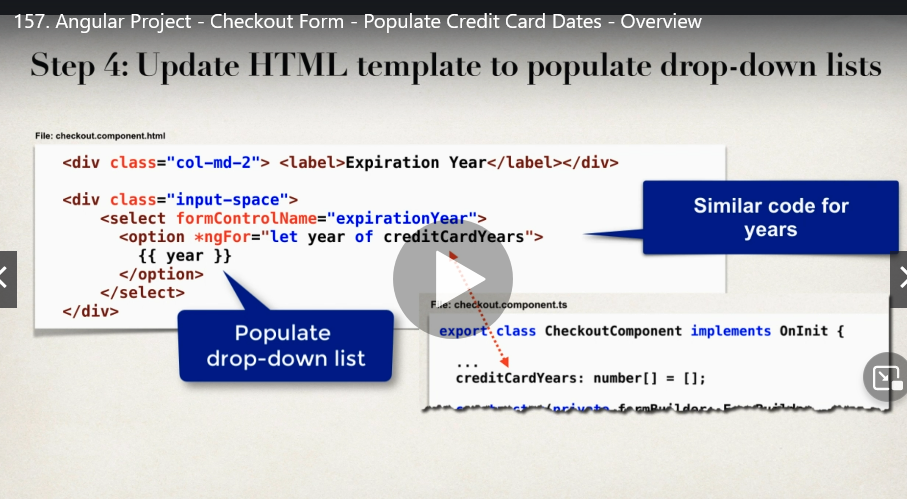 157. Angular Project - Checkout Form - Populate Credit Card Dates - Overview
Step 4: Update HTML template to populate drop-down lists
File: checkout.component.html
<div class="col-md-2"> <label>Expiration Year</label></div>
<div class="input-space">
<select formControlName="expirationYear">
<option *ngFor="let year of creditCardYears">
{{ year }}
</option>
</select>
</div>
Similar code for
years
Populate
drop-down list
File: checkout.component.ts
export class CheckoutComponent implements OnInit {
...
creditCardYears: number[] = [];
(private formBuilder: